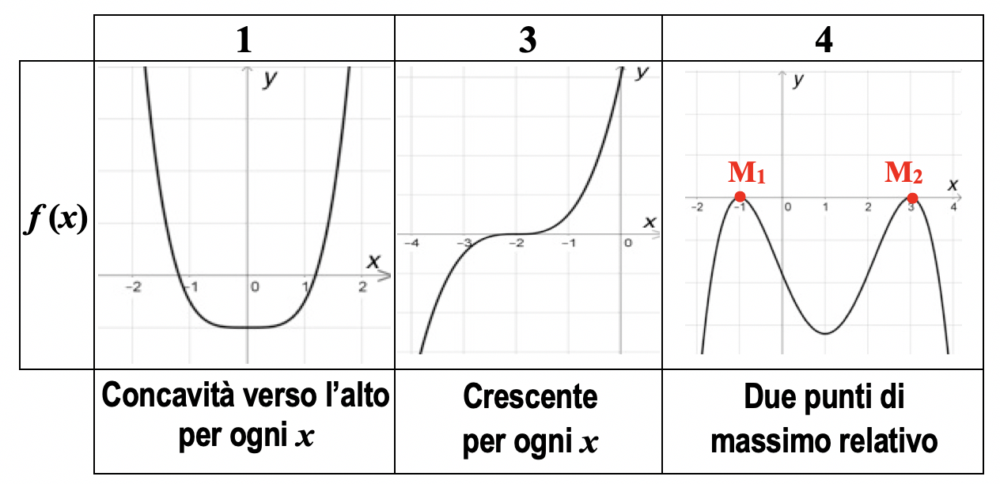 1 3 4
f(x)
y
x
-2 -1 0 1 2
y
x
-4 -3 -2 -1 0
y
M1 M2
x
-2 -1 0 1 2 3 4
Concavità verso l’alto
per ogni x
Crescente
per ogni x
Due punti di
massimo relativo